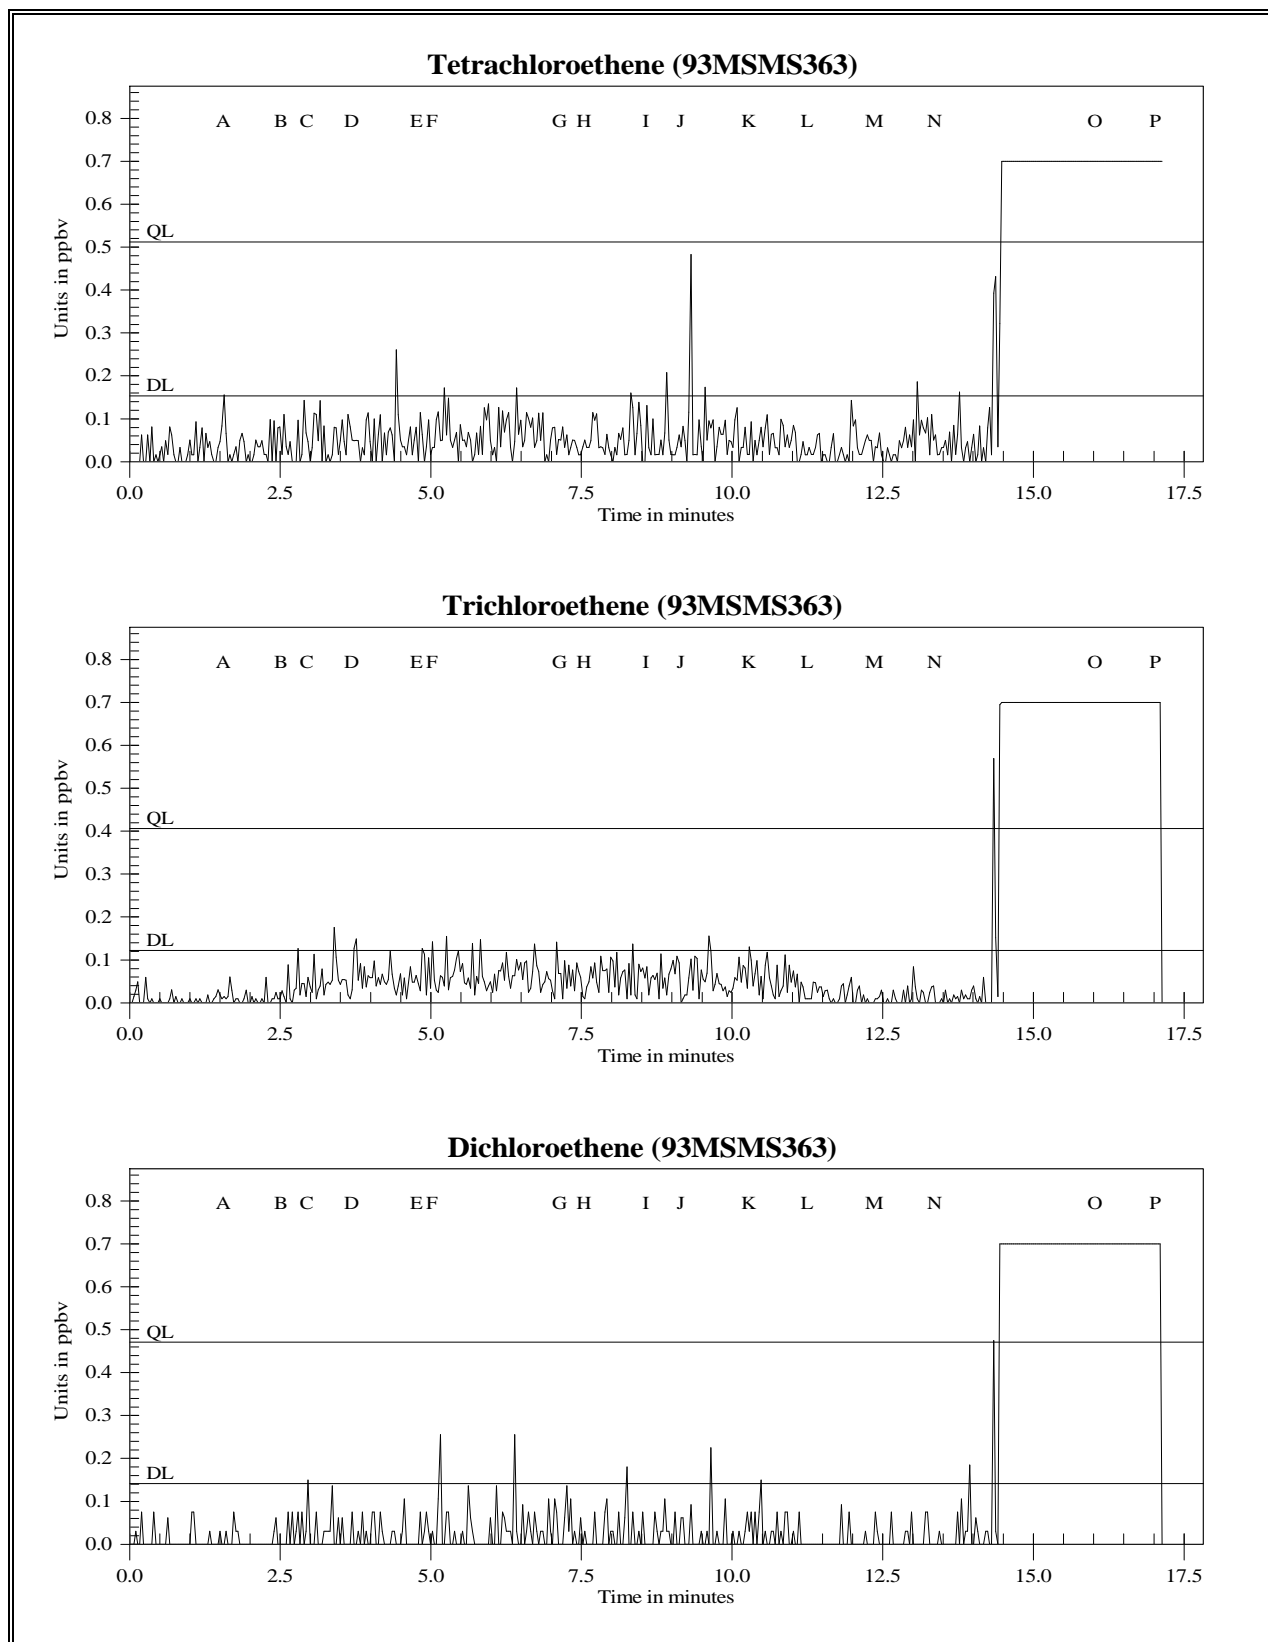 Tetrachloroethene (93MSMS363)
0.8
A B C D E F G H I J K L M N O P
0.7
0.6
QL
0.5
0.4
0.3
0.2
DL
0.1
0.0
Units in ppbv
0.0 2.5 5.0 7.5 10.0 12.5 15.0 17.5
Time in minutes
Trichloroethene (93MSMS363)
0.8
A B C D E F G H I J K L M N O P
0.7
0.6
0.5
QL
0.4
0.3
0.2
DL
0.1
0.0
Units in ppbv
0.0 2.5 5.0 7.5 10.0 12.5 15.0 17.5
Time in minutes
Dichloroethene (93MSMS363)
0.8
A B C D E F G H I J K L M N O P
0.7
0.6
0.5
QL
0.4
0.3
0.2
DL
0.1
0.0
Units in ppbv
0.0 2.5 5.0 7.5 10.0 12.5 15.0 17.5
Time in minutes